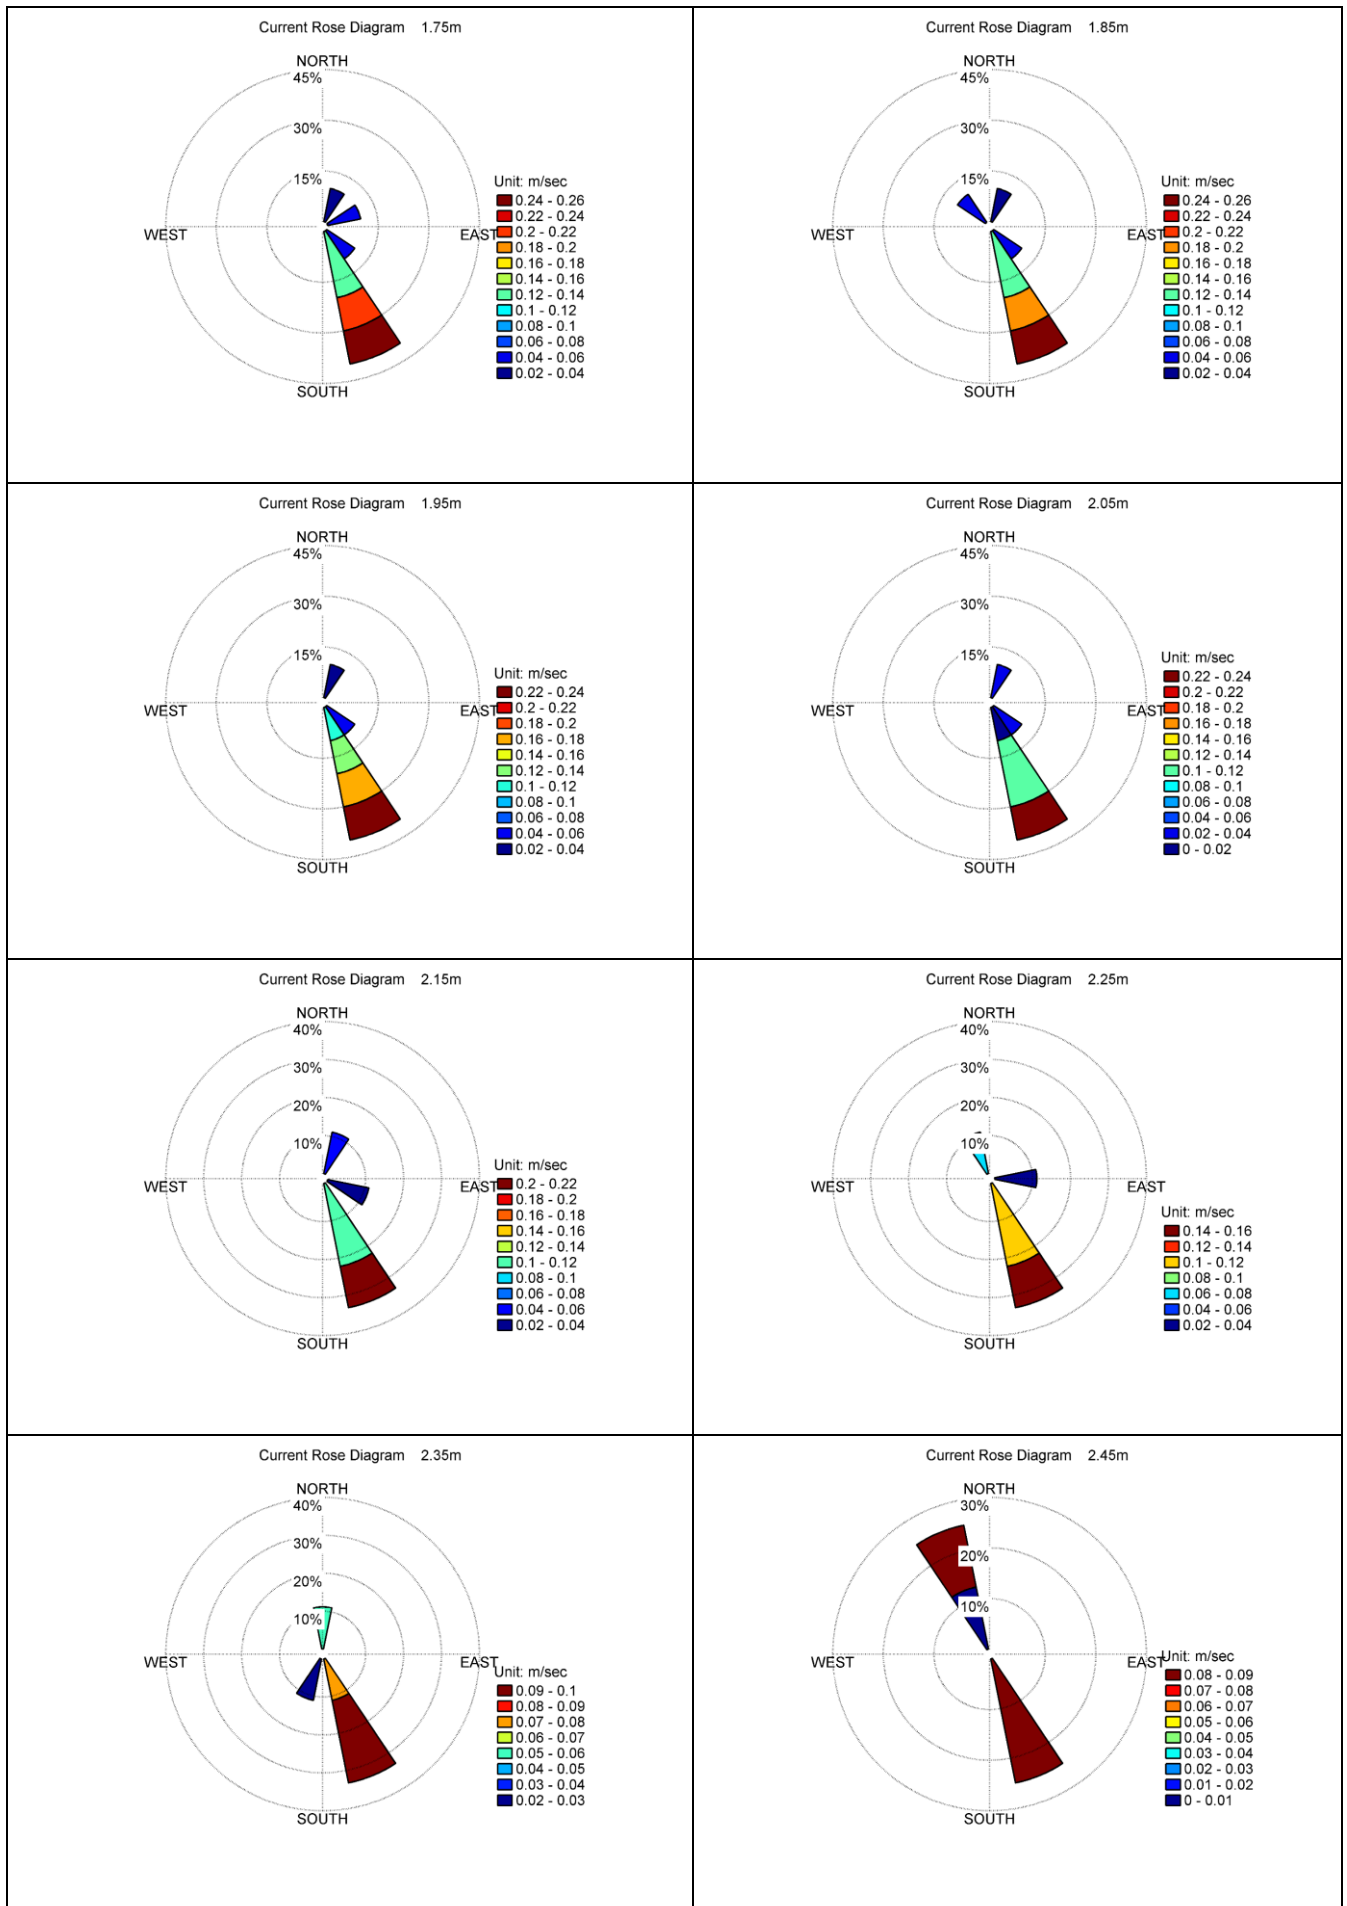 Current Rose Diagram 1.75m
NORTH
45%
30%
15%
WEST
EAST
SOUTH
Unit: m/sec
0.24 - 0.26
0.22 - 0.24
0.2 - 0.22
0.18 - 0.2
0.16 - 0.18
0.14 - 0.16
0.12 - 0.14
0.1 - 0.12
0.08 - 0.1
0.06 - 0.08
0.04 - 0.06
0.02 - 0.04
Current Rose Diagram 1.85m
NORTH
45%
30%
15%
WEST
EAST
SOUTH
Unit: m/sec
0.24 - 0.26
0.22 - 0.24
0.2 - 0.22
0.18 - 0.2
0.16 - 0.18
0.14 - 0.16
0.12 - 0.14
0.1 - 0.12
0.08 - 0.1
0.06 - 0.08
0.04 - 0.06
0.02 - 0.04
Current Rose Diagram 1.95m
NORTH
45%
30%
15%
WEST
EAST
SOUTH
Unit: m/sec
0.22 - 0.24
0.2 - 0.22
0.18 - 0.2
0.16 - 0.18
0.14 - 0.16
0.12 - 0.14
0.1 - 0.12
0.08 - 0.1
0.06 - 0.08
0.04 - 0.06
0.02 - 0.04
Current Rose Diagram 2.05m
NORTH
45%
30%
15%
WEST
EAST
SOUTH
Unit: m/sec
0.22 - 0.24
0.2 - 0.22
0.18 - 0.2
0.16 - 0.18
0.14 - 0.16
0.12 - 0.14
0.1 - 0.12
0.08 - 0.1
0.06 - 0.08
0.04 - 0.06
0.02 - 0.04
0 - 0.02
Current Rose Diagram 2.15m
NORTH
40%
30%
20%
10%
WEST
EAST
SOUTH
Unit: m/sec
0.2 - 0.22
0.18 - 0.2
0.16 - 0.18
0.14 - 0.16
0.12 - 0.14
0.1 - 0.12
0.08 - 0.1
0.06 - 0.08
0.04 - 0.06
0.02 - 0.04
Current Rose Diagram 2.25m
NORTH
40%
30%
20%
10%
WEST
EAST
SOUTH
Unit: m/sec
0.14 - 0.16
0.12 - 0.14
0.1 - 0.12
0.08 - 0.1
0.06 - 0.08
0.04 - 0.06
0.02 - 0.04
Current Rose Diagram 2.35m
NORTH
40%
30%
20%
10%
WEST
EAST
SOUTH
Unit: m/sec
0.09 - 0.1
0.08 - 0.09
0.07 - 0.08
0.06 - 0.07
0.05 - 0.06
0.04 - 0.05
0.03 - 0.04
0.02 - 0.03
Current Rose Diagram 2.45m
NORTH
30%
20%
10%
WEST
EAST
SOUTH
Unit: m/sec
0.08 - 0.09
0.07 - 0.08
0.06 - 0.07
0.05 - 0.06
0.04 - 0.05
0.03 - 0.04
0.02 - 0.03
0.01 - 0.02
0 - 0.01